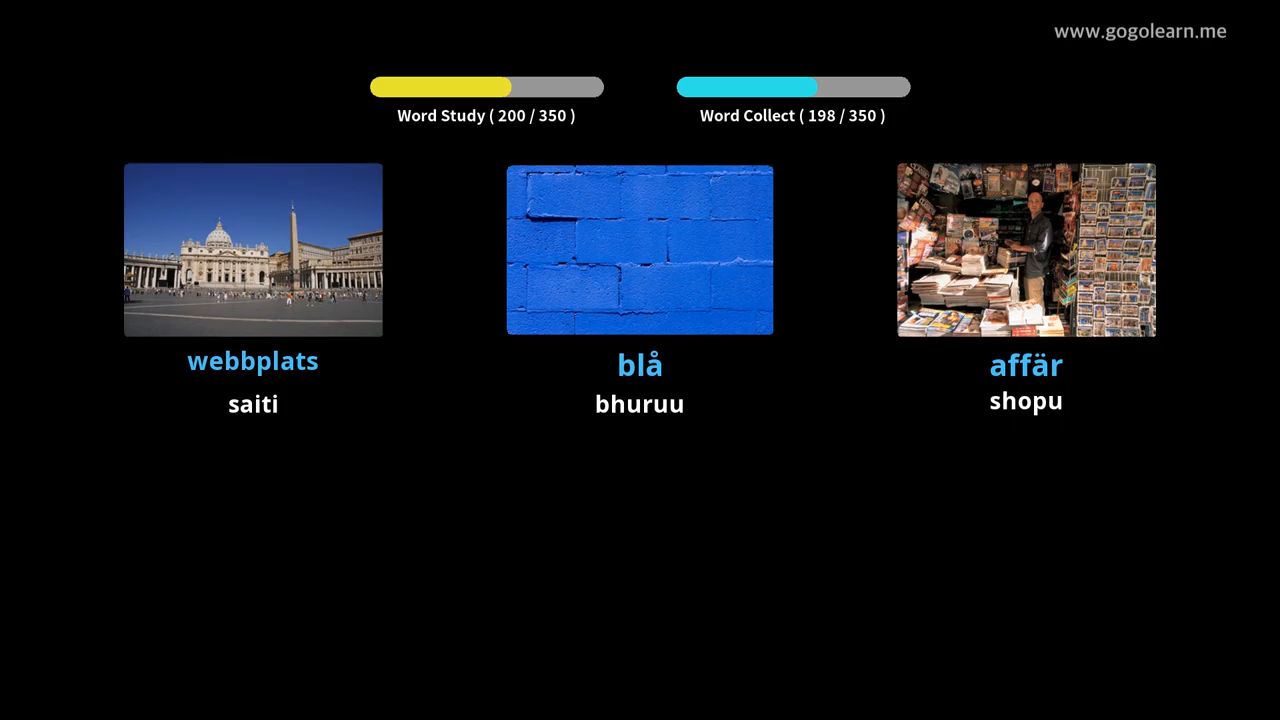 www.gogolearn.me
Word Study ( 200 / 350 )
Word Collect ( 198 / 350 )
webbplats
blå
affär
saiti
bhuruu
shopu